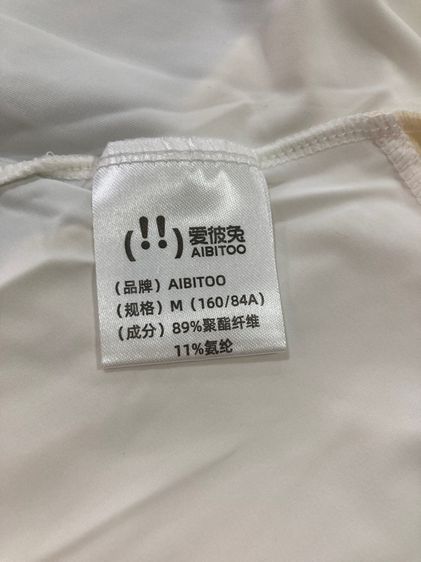 (!!) 爱彼兔
AIBITOO
(品牌) AIBITOO
(规格) M (160/84A)
(成分) 89%聚酯纤维
11%氨纶